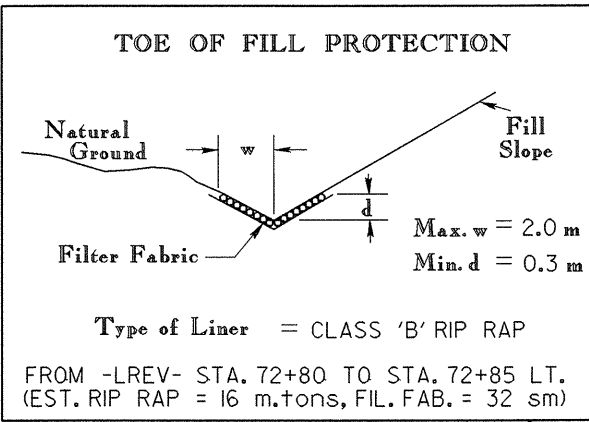 TOE OF FILL PROTECTION
Natural
Ground
w
Fill
Slope
d
Filter Fabric
Max. w = 2.0 m
Min. d = 0.3 m
Type of Liner = CLASS 'B' RIP RAP
FROM -LREV- STA. 72+80 TO STA. 72+85 LT.
(EST. RIP RAP = 16 m.tons, FIL. FAB. = 32 sm)